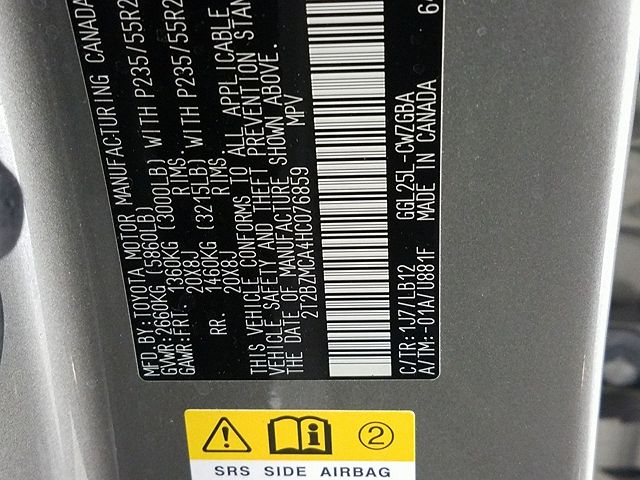 MFD.BY:TOYOTA MOTOR MANUFACTURING CANADA
GVWR:2660KG (5860LB)
GAWR:FRT. 1360KG (3000LB) WITH P235/55R2
20X8J RIMS,
RR. 1460KG (3215LB) WITH P235/55R2
20X8J RIMS,
THIS VEHICLE CONFORMS TO ALL APPLICABLE
VEHICLE SAFETY AND THEFT PREVENTION STAN
THE DATE OF MANUFACTURE SHOWN ABOVE.
2T2BZMCA4HC076859 MPV
C/TR:1J7/LB12 GGL25L-CWZGBA
A/TM:-01A/U881F MADE IN CANADA
2
SRS SIDE AIRBAG